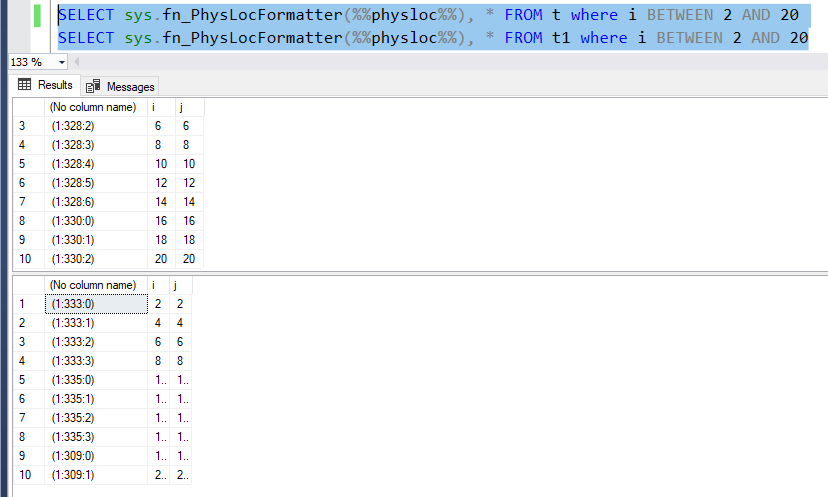 SELECT sys.fn_PhysLocFormatter(%%physloc%%), * FROM t where i BETWEEN 2 AND 20
SELECT sys.fn_PhysLocFormatter(%%physloc%%), * FROM t1 where i BETWEEN 2 AND 20
133 %
Results Messages
(No column name) i j
3 (1:328:2) 6 6
4 (1:328:3) 8 8
5 (1:328:4) 10 10
6 (1:328:5) 12 12
7 (1:328:6) 14 14
8 (1:330:0) 16 16
9 (1:330:1) 18 18
10 (1:330:2) 20 20
(No column name) i j
1 (1:333:0) 2 2
2 (1:333:1) 4 4
3 (1:333:2) 6 6
4 (1:333:3) 8 8
5 (1:335:0) 1.. 1..
6 (1:335:1) 1.. 1..
7 (1:335:2) 1.. 1..
8 (1:335:3) 1.. 1..
9 (1:309:0) 1.. 1..
10 (1:309:1) 2.. 2..